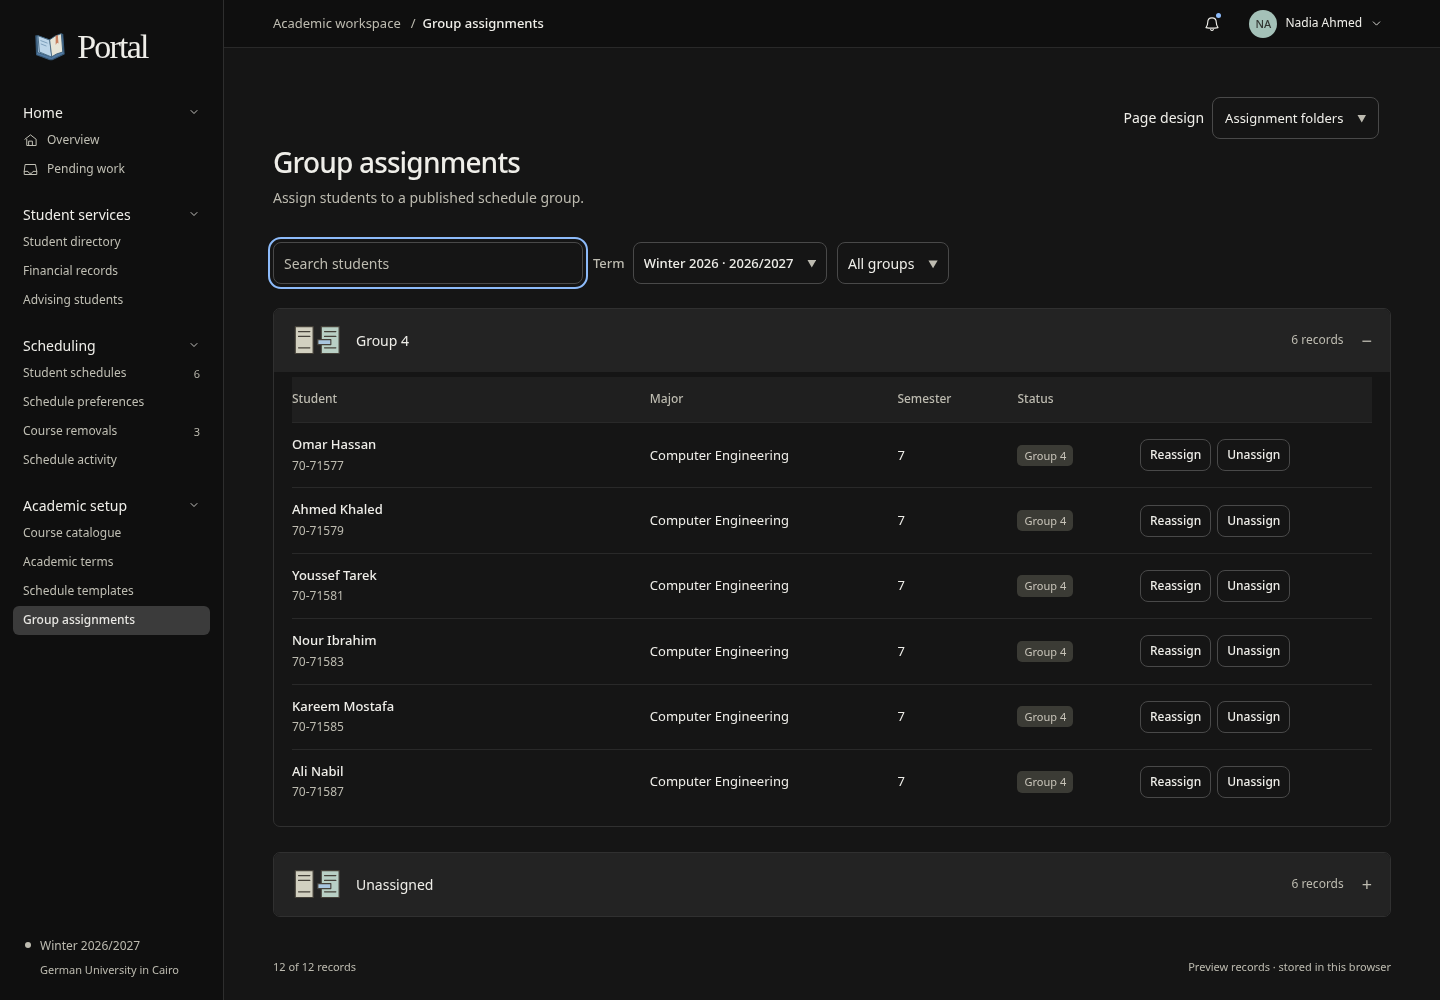 Portal
Home
Overview
Pending work
Student services
Student directory
Financial records
Advising students
Scheduling
Student schedules 6
Schedule preferences
Course removals 3
Schedule activity
Academic setup
Course catalogue
Academic terms
Schedule templates
Group assignments
Winter 2026/2027
German University in Cairo
Academic workspace / Group assignments
NA Nadia Ahmed
Page design Assignment folders
Group assignments
Assign students to a published schedule group.
Search students Term Winter 2026 · 2026/2027 All groups
Group 4 6 records
Student Major Semester Status
Omar Hassan
70-71577 Computer Engineering 7 Group 4 Reassign Unassign
Ahmed Khaled
70-71579 Computer Engineering 7 Group 4 Reassign Unassign
Youssef Tarek
70-71581 Computer Engineering 7 Group 4 Reassign Unassign
Nour Ibrahim
70-71583 Computer Engineering 7 Group 4 Reassign Unassign
Kareem Mostafa
70-71585 Computer Engineering 7 Group 4 Reassign Unassign
Ali Nabil
70-71587 Computer Engineering 7 Group 4 Reassign Unassign
Unassigned 6 records
12 of 12 records Preview records · stored in this browser